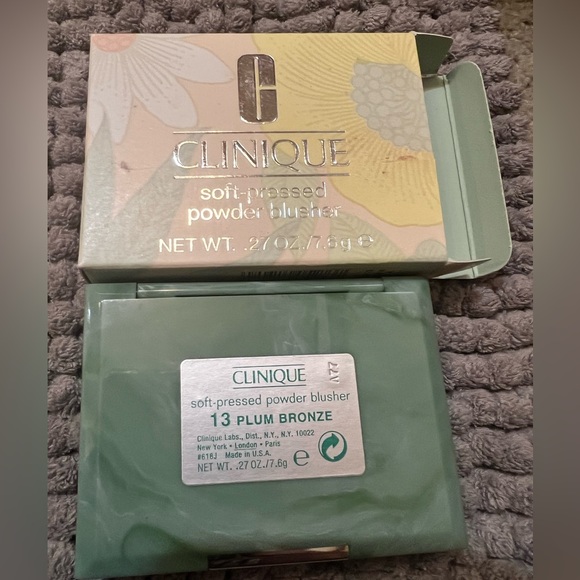 C
CLINIQUE
soft-pressed
powder blusher
NET WT. .27 OZ./7.6g e
CLINIQUE
A77
soft-pressed powder blusher
13 PLUM BRONZE
Clinique Labs., Dist., N.Y., N.Y. 10022
New York • London • Paris
#616J Made in U.S.A.
NET WT. .27 OZ./7.6g e